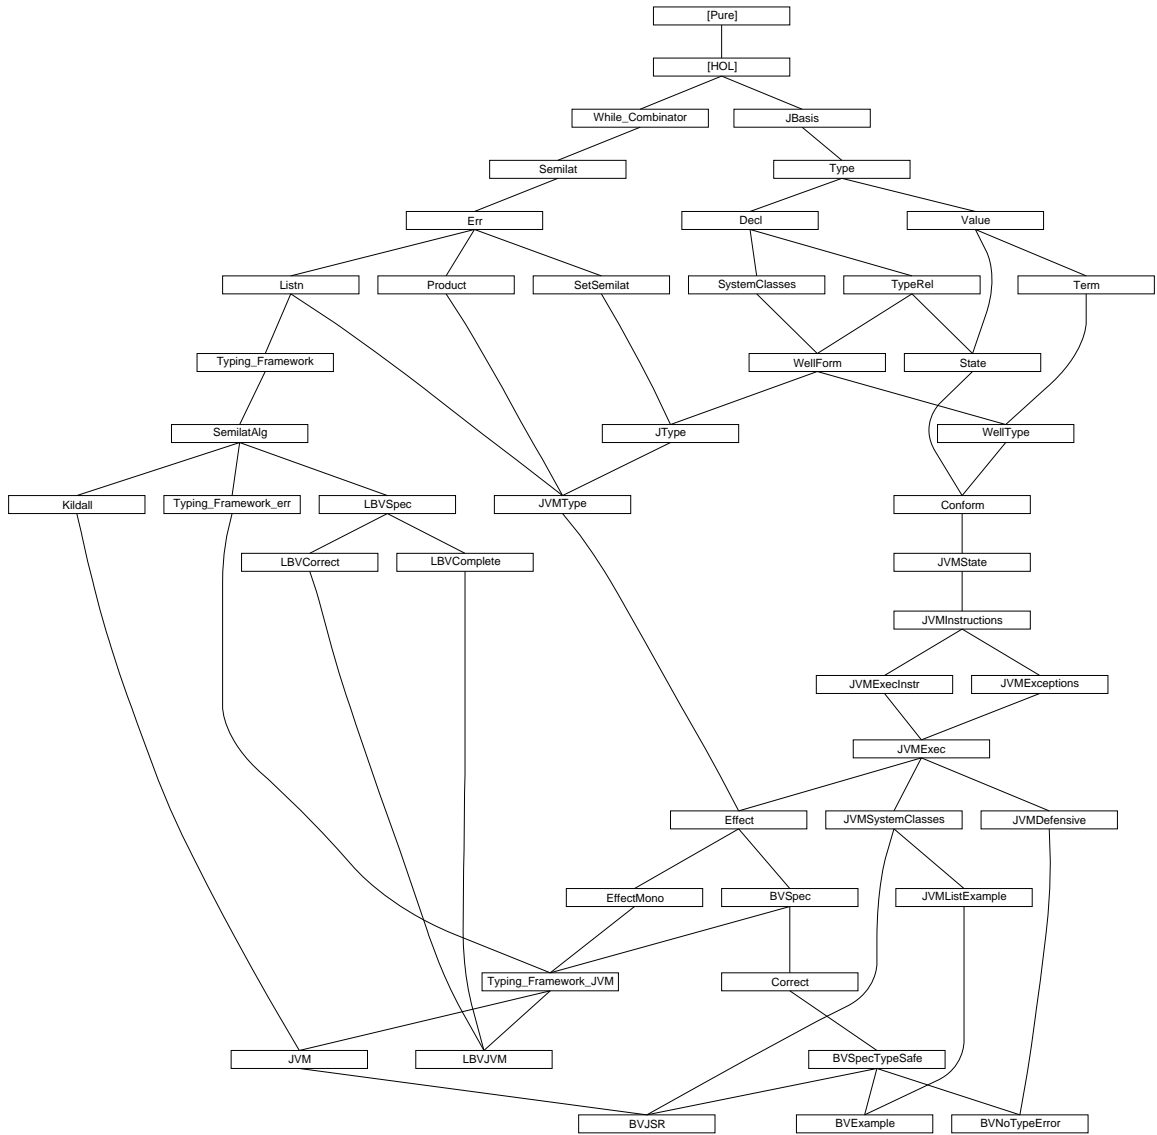 [Pure]
[HOL]
While_Combinator
JBasis
Semilat
Type
Err
Decl
Value
Listn
Product
SetSemilat
SystemClasses
TypeRel
Term
Typing_Framework
WellForm
State
SemilatAlg
JType
WellType
Kildall
Typing_Framework_err
LBVSpec
JVMType
Conform
LBVCorrect
LBVComplete
JVMState
JVMInstructions
JVMExecInstr
JVMExceptions
JVMExec
Effect
JVMSystemClasses
JVMDefensive
EffectMono
BVSpec
JVMListExample
Typing_Framework_JVM
Correct
JVM
LBVJVM
BVSpecTypeSafe
BVJSR
BVExample
BVNoTypeError